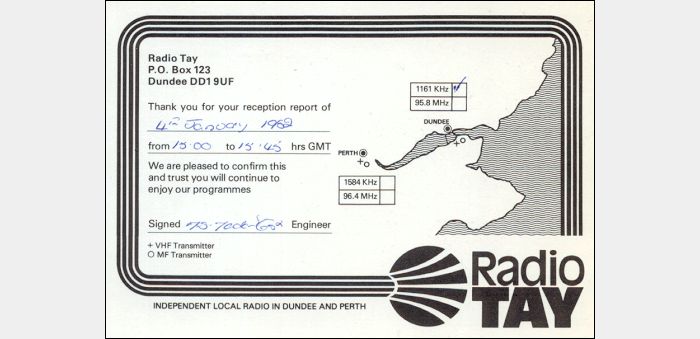 Radio Tay
P.O. Box 123
Dundee DD1 9UF
Thank you for your reception report of
4TH January 1982
from 15.00 to 15.45 hrs GMT
We are pleased to confirm this
and trust you will continue to
enjoy our programmes
Signed Engineer
+ VHF Transmitter
O MF Transmitter
1161 KHz
95.8 MHz
DUNDEE
PERTH
1584 KHz
96.4 MHz
INDEPENDENT LOCAL RADIO IN DUNDEE AND PERTH
Radio
TAY